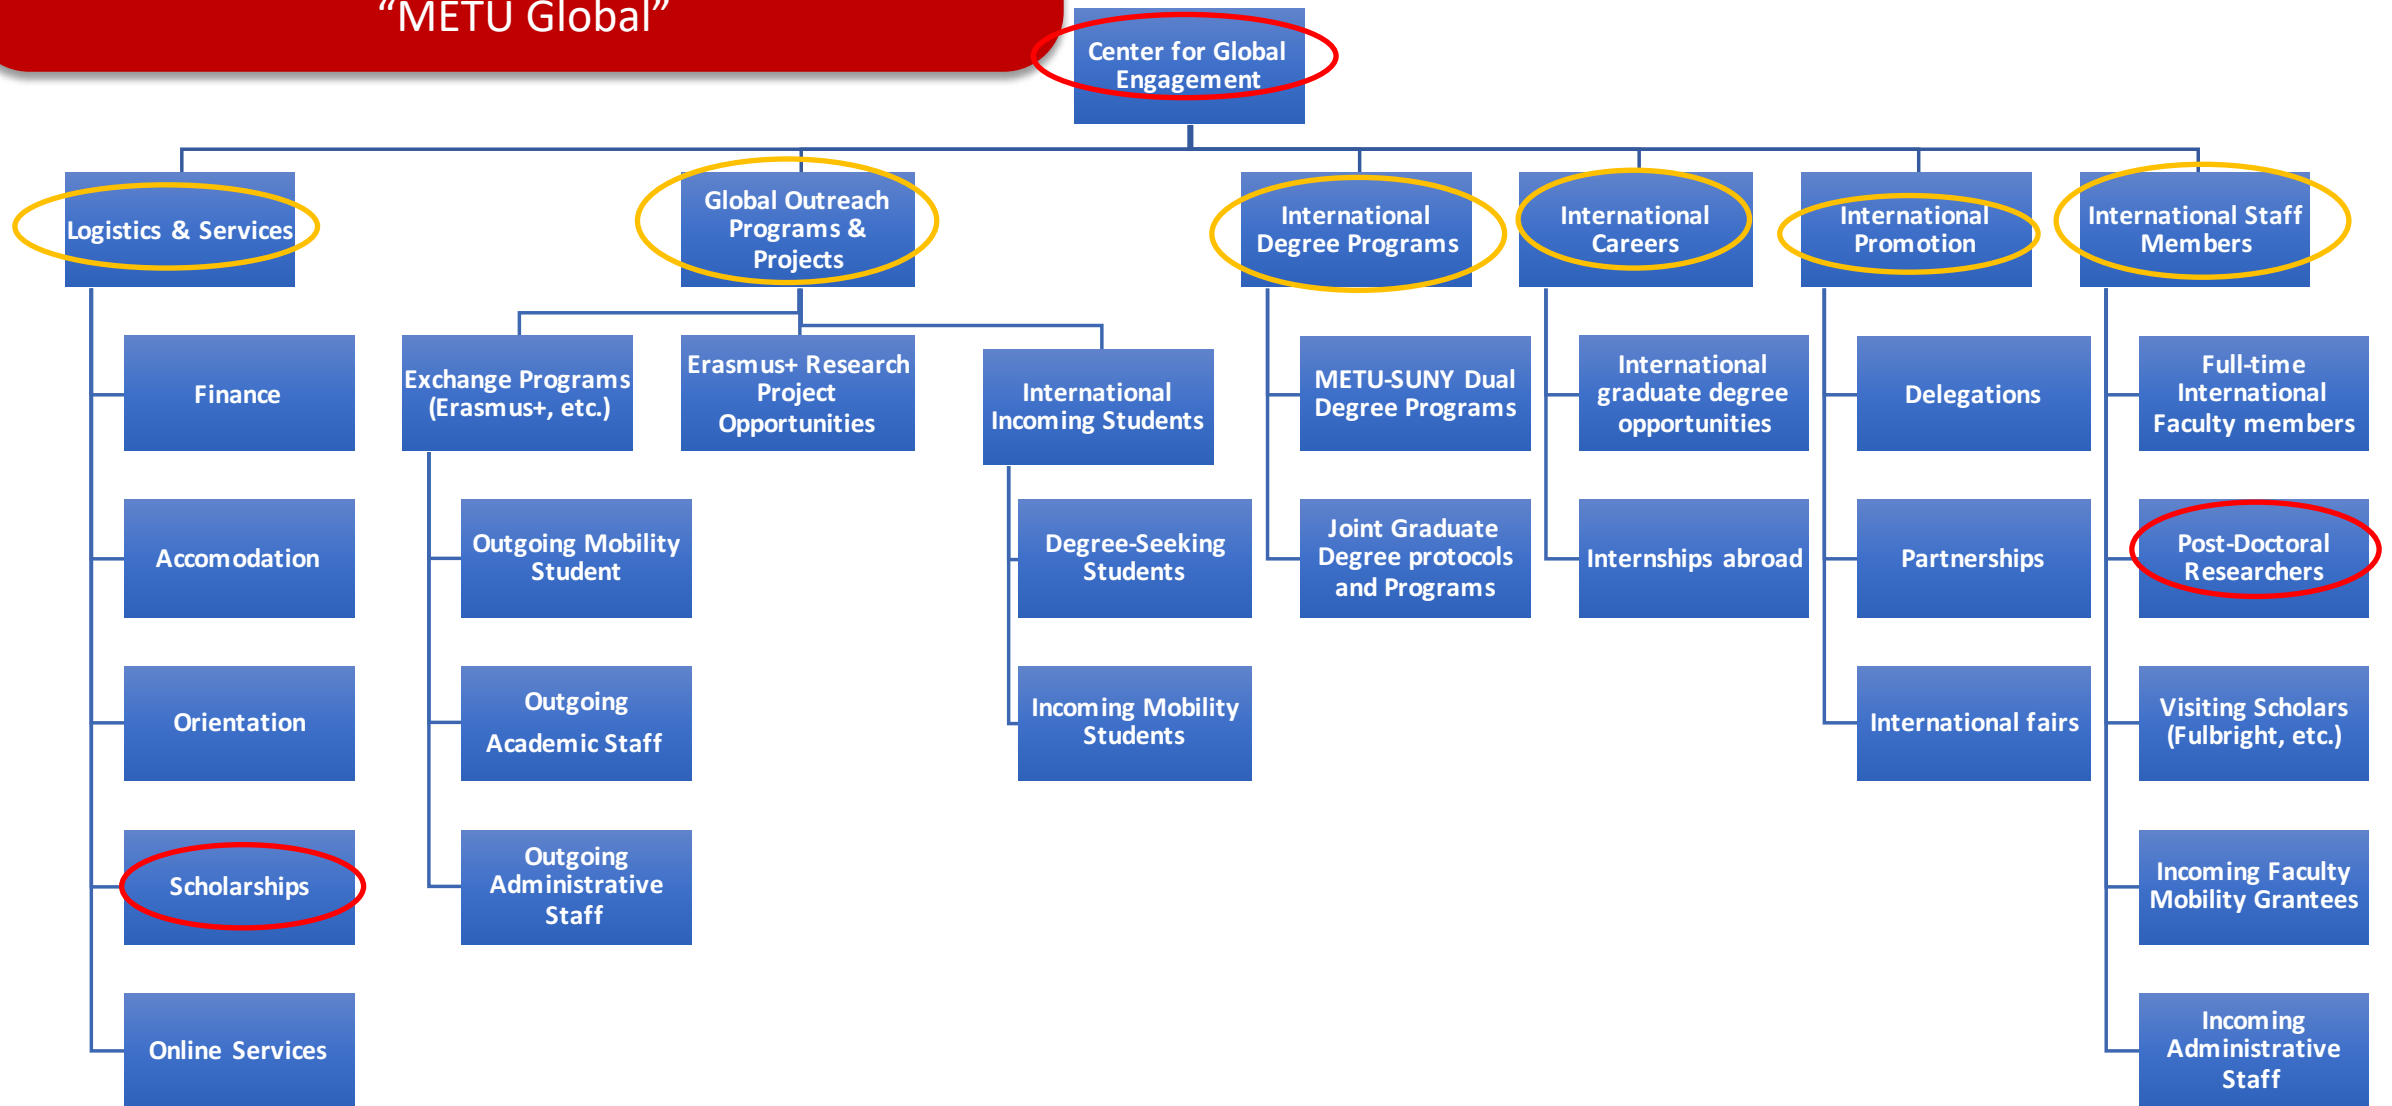 “METU Global”
Center for Global
Engagement
Logistics & Services
Global Outreach
Programs &
Projects
International
Degree Programs
International
Careers
International
Promotion
International Staff
Members
Finance
Accomodation
Orientation
Scholarships
Online Services
Exchange Programs
(Erasmus+, etc.)
Outgoing Mobility
Student
Outgoing
Academic Staff
Outgoing
Administrative
Staff
Erasmus+ Research
Project
Opportunities
International
Incoming Students
Degree-Seeking
Students
Incoming Mobility
Students
METU-SUNY Dual
Degree Programs
Joint Graduate
Degree protocols
and Programs
International
graduate degree
opportunities
Internships abroad
Delegations
Partnerships
International fairs
Full-time
International
Faculty members
Post-Doctoral
Researchers
Visiting Scholars
(Fulbright, etc.)
Incoming Faculty
Mobility Grantees
Incoming
Administrative
Staff